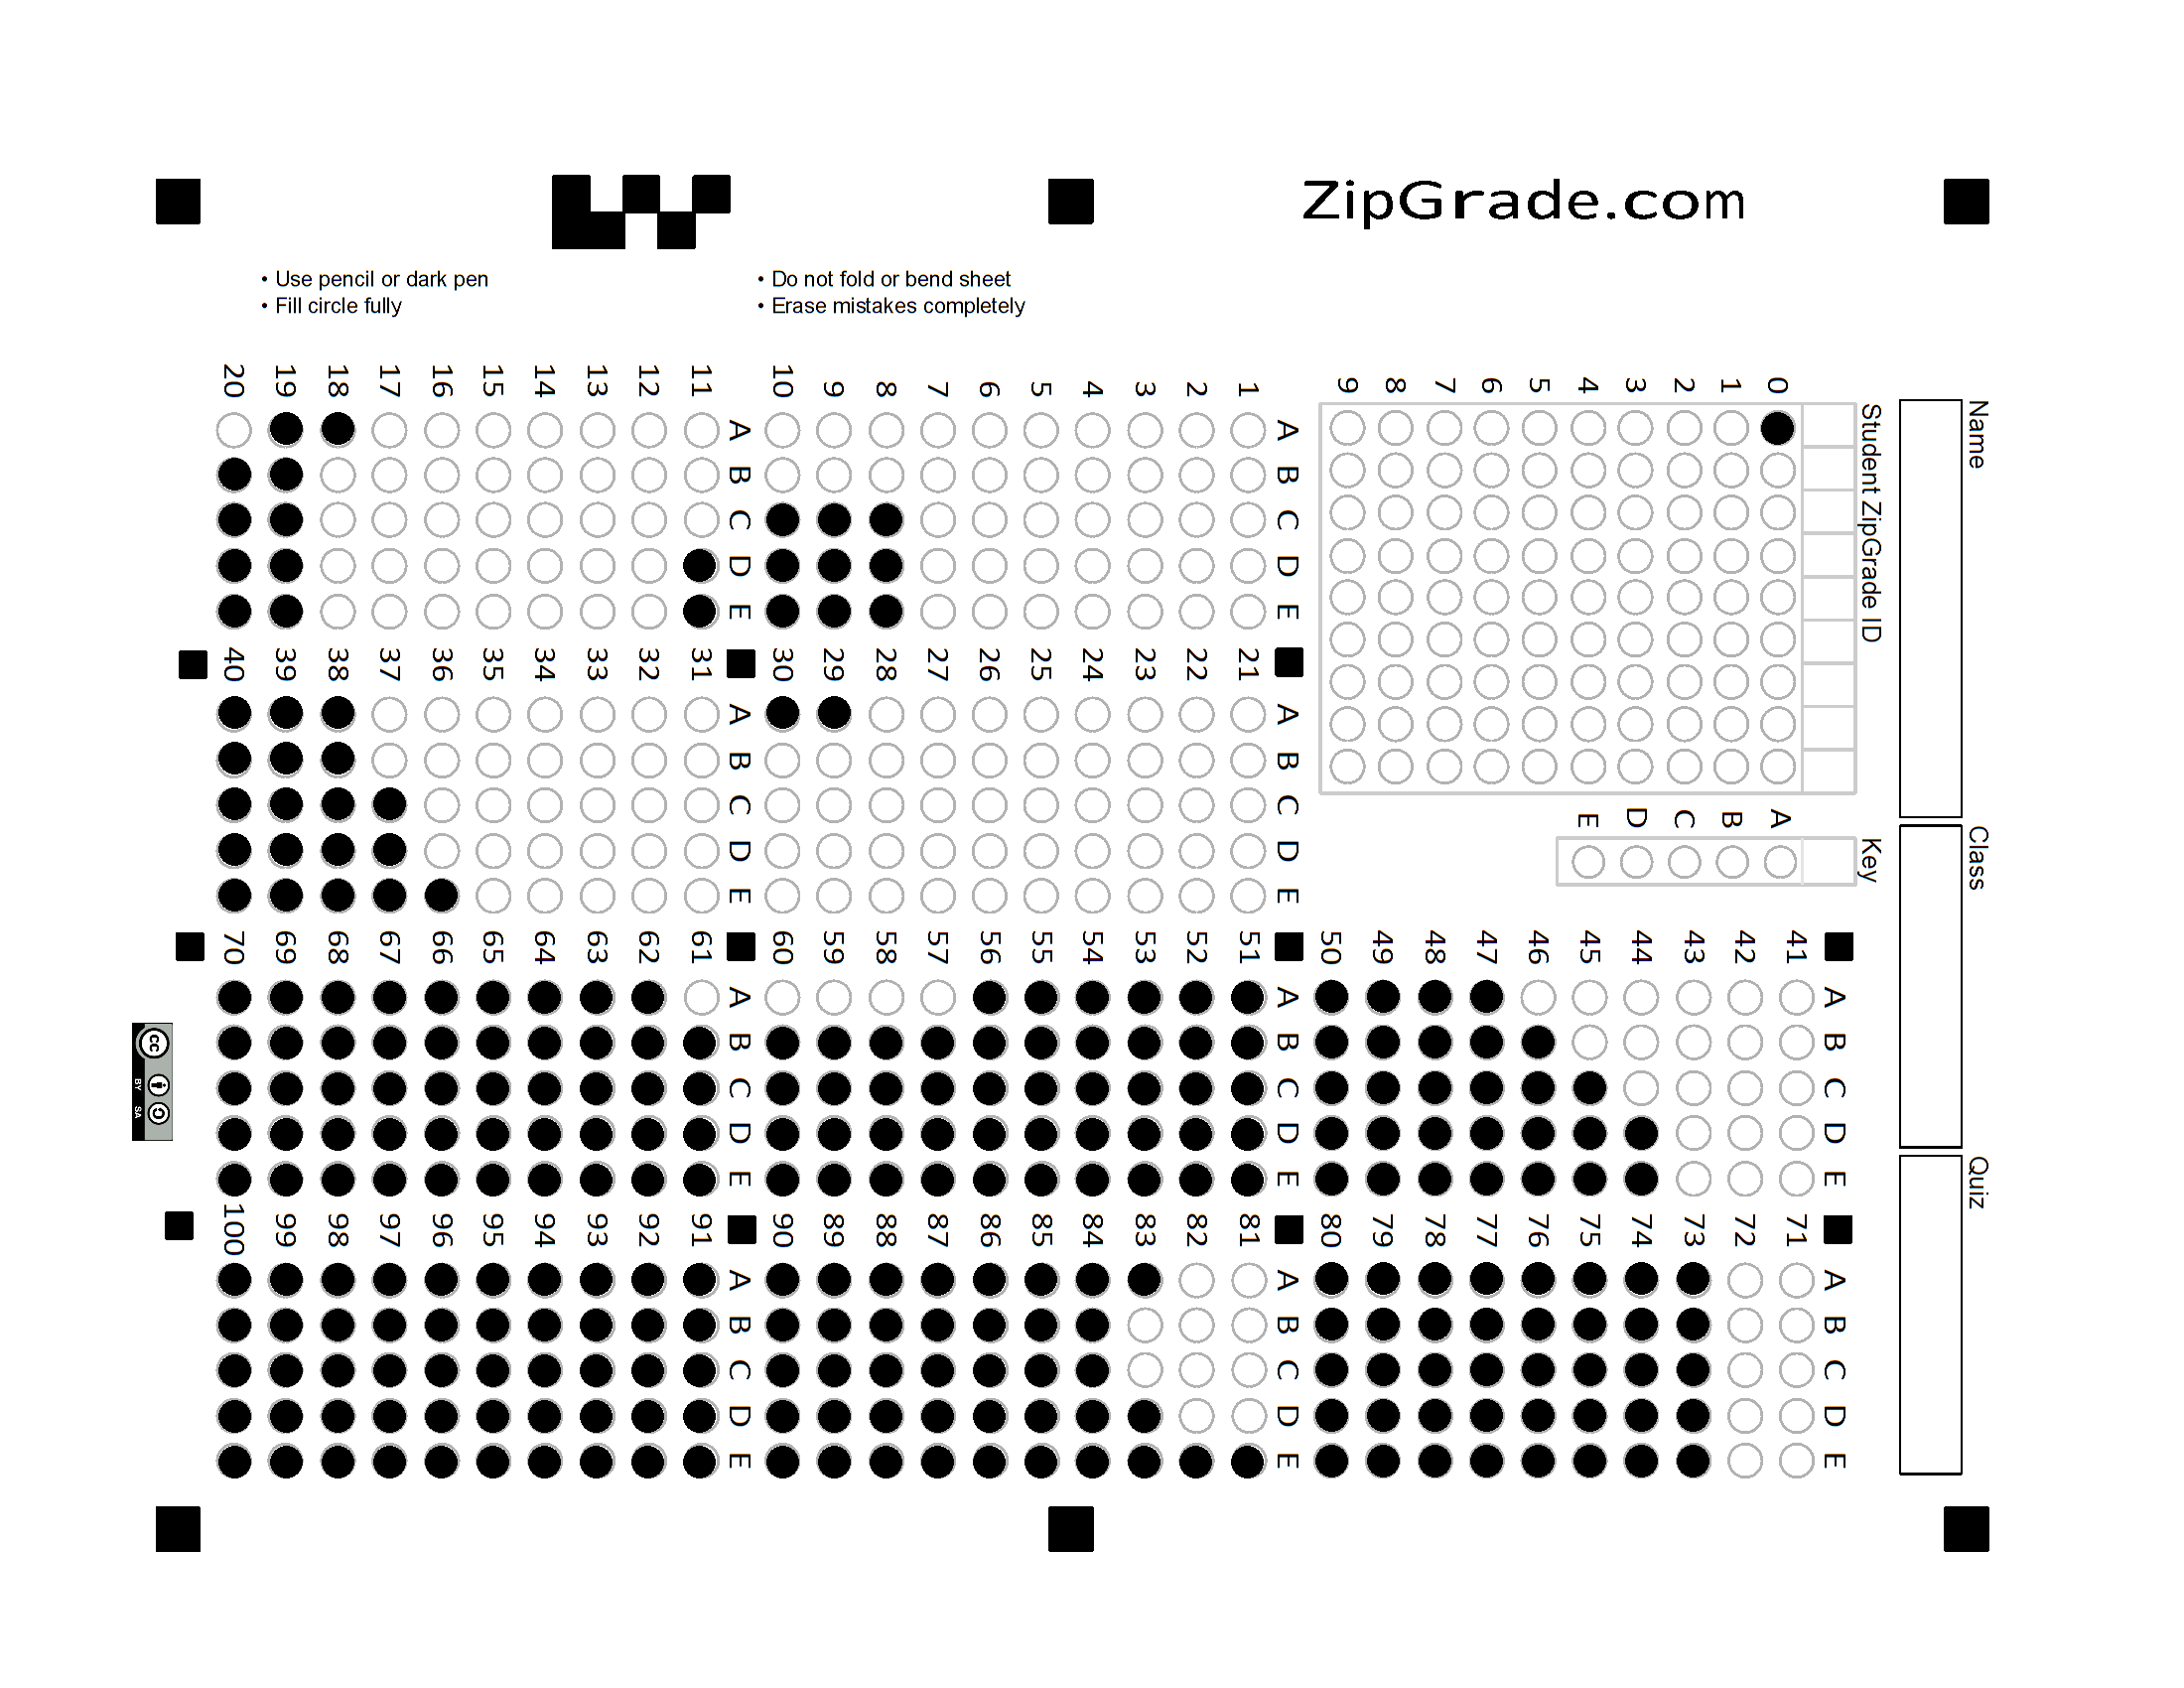 ZipGrade.com
• Use pencil or dark pen
• Fill circle fully
• Do not fold or bend sheet
• Erase mistakes completely
Name
Class
Quiz
Student ZipGrade ID
0 1 2 3 4 5 6 7 8 9
Key
A B C D E
A B C D E
1 2 3 4 5 6 7 8 9 10
A B C D E
11 12 13 14 15 16 17 18 19 20
A B C D E
21 22 23 24 25 26 27 28 29 30
A B C D E
31 32 33 34 35 36 37 38 39 40
A B C D E
41 42 43 44 45 46 47 48 49 50
A B C D E
51 52 53 54 55 56 57 58 59 60
A B C D E
61 62 63 64 65 66 67 68 69 70
A B C D E
71 72 73 74 75 76 77 78 79 80
A B C D E
81 82 83 84 85 86 87 88 89 90
A B C D E
91 92 93 94 95 96 97 98 99 100
A B C D E
cc
BY SA